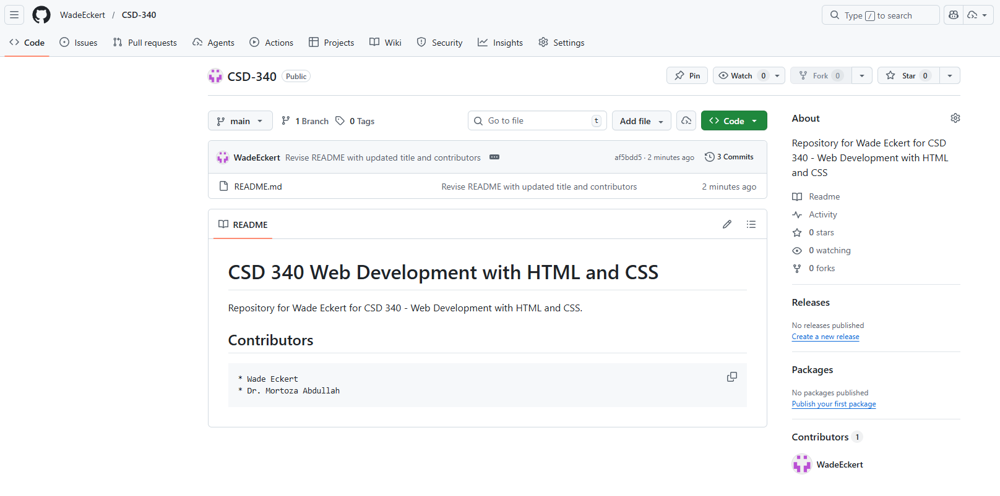 WadeEckert / CSD-340
Type / to search
Code Issues Pull requests Agents Actions Projects Wiki Security Insights Settings
CSD-340 Public
Pin Watch 0 Fork 0 Star 0
main 1 Branch 0 Tags Go to file t Add file Code
WadeEckert Revise README with updated title and contributors af5bdd5 · 2 minutes ago 3 Commits
README.md Revise README with updated title and contributors 2 minutes ago
README
CSD 340 Web Development with HTML and CSS
Repository for Wade Eckert for CSD 340 - Web Development with HTML and CSS.
Contributors
* Wade Eckert
* Dr. Mortoza Abdullah
About
Repository for Wade Eckert for CSD
340 - Web Development with HTML
and CSS
Readme
Activity
0 stars
0 watching
0 forks
Releases
No releases published
Create a new release
Packages
No packages published
Publish your first package
Contributors 1
WadeEckert